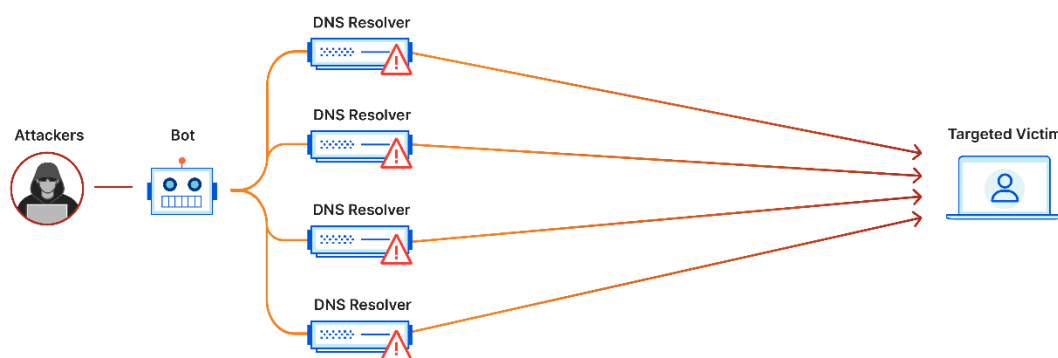 DNS Resolver
DNS Resolver
Attackers
Bot
Targeted Victim
DNS Resolver
DNS Resolver